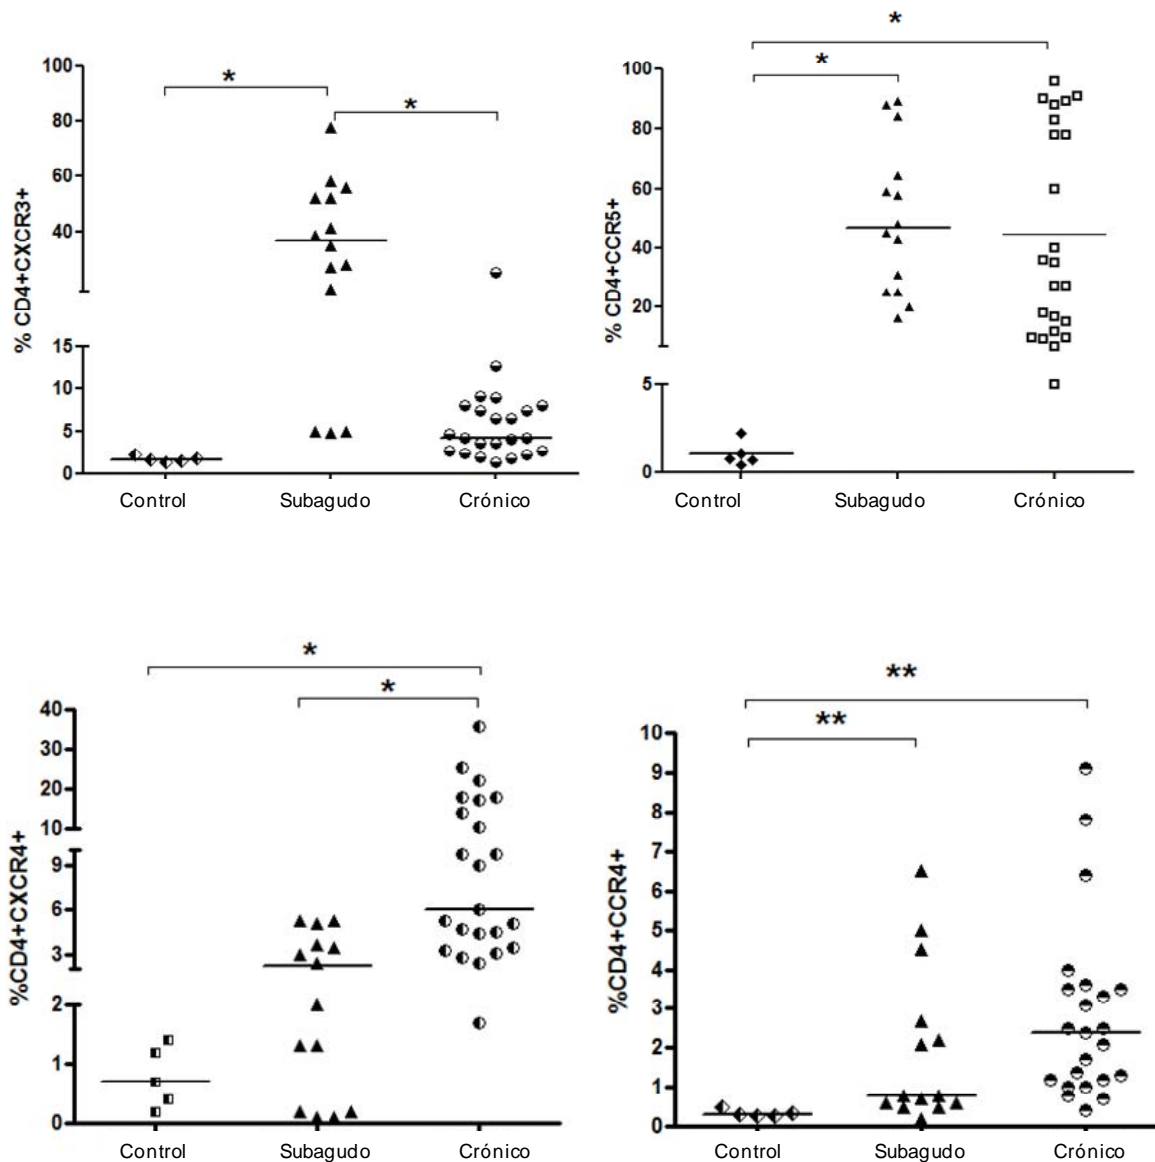 *
*
*
*
100
80
60
40
15
10
5
0
% CD4+CXCR3+
Control
Subagudo
Crónico
100
80
60
40
20
5
0
% CD4+CCR5+
Control
Subagudo
Crónico
*
*
40
30
20
10
9
6
3
2
1
0
%CD4+CXCR4+
Control
Subagudo
Crónico
**
**
10
9
8
7
6
5
4
3
2
1
0
%CD4+CCR4+
Control
Subagudo
Crónico